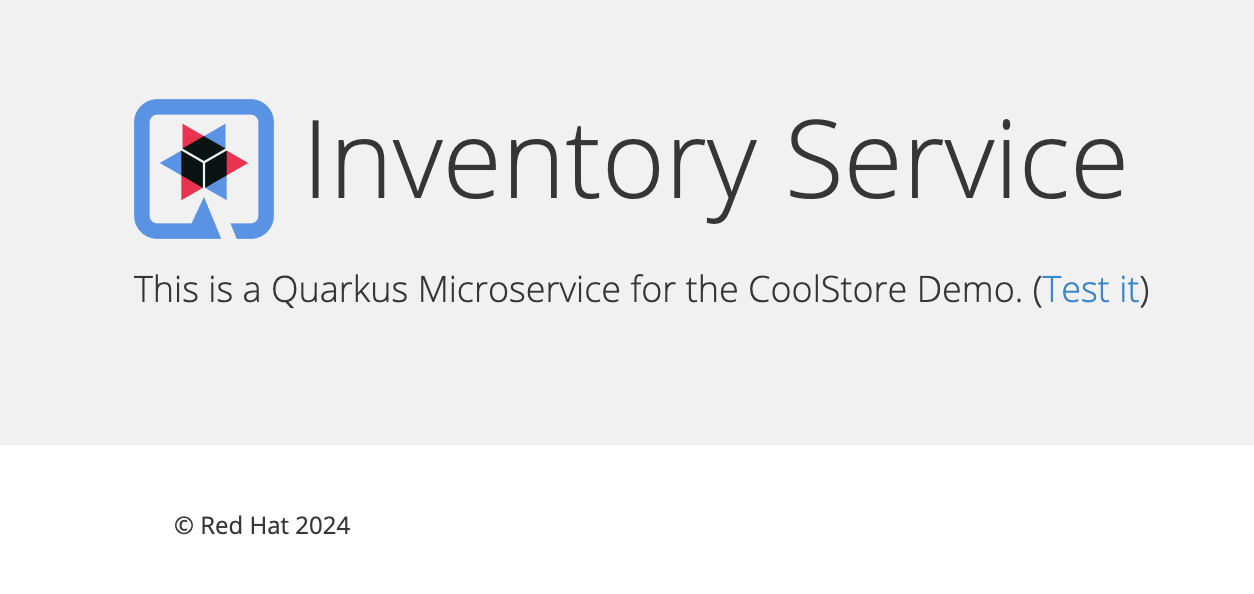 Inventory Service
This is a Quarkus Microservice for the CoolStore Demo. (Test it)
© Red Hat 2024